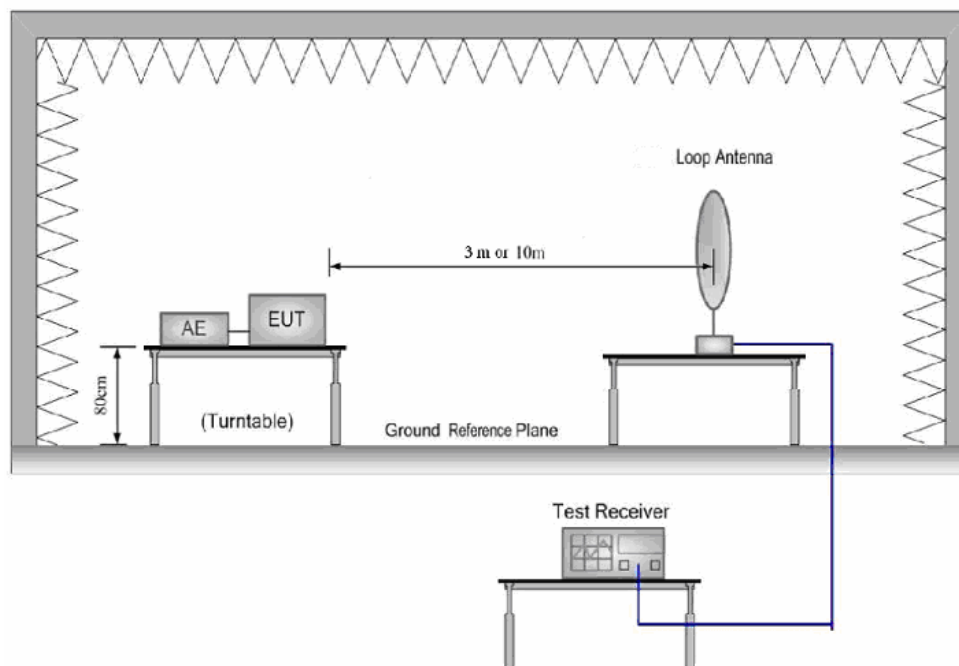 Loop Antenna
3 m or 10m
AE
EUT
80cm
(Turntable)
Ground Reference Plane
Test Receiver